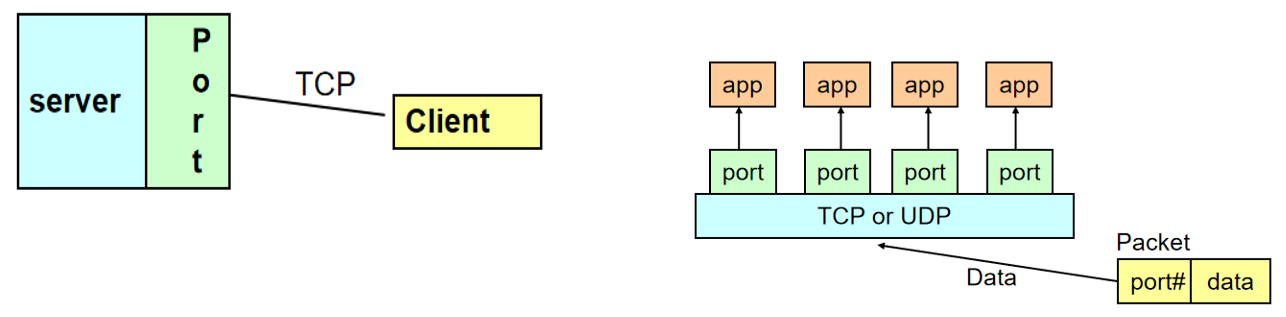 server
Port
TCP
Client
app app app app
port port port port
TCP or UDP
Packet
port# data
Data